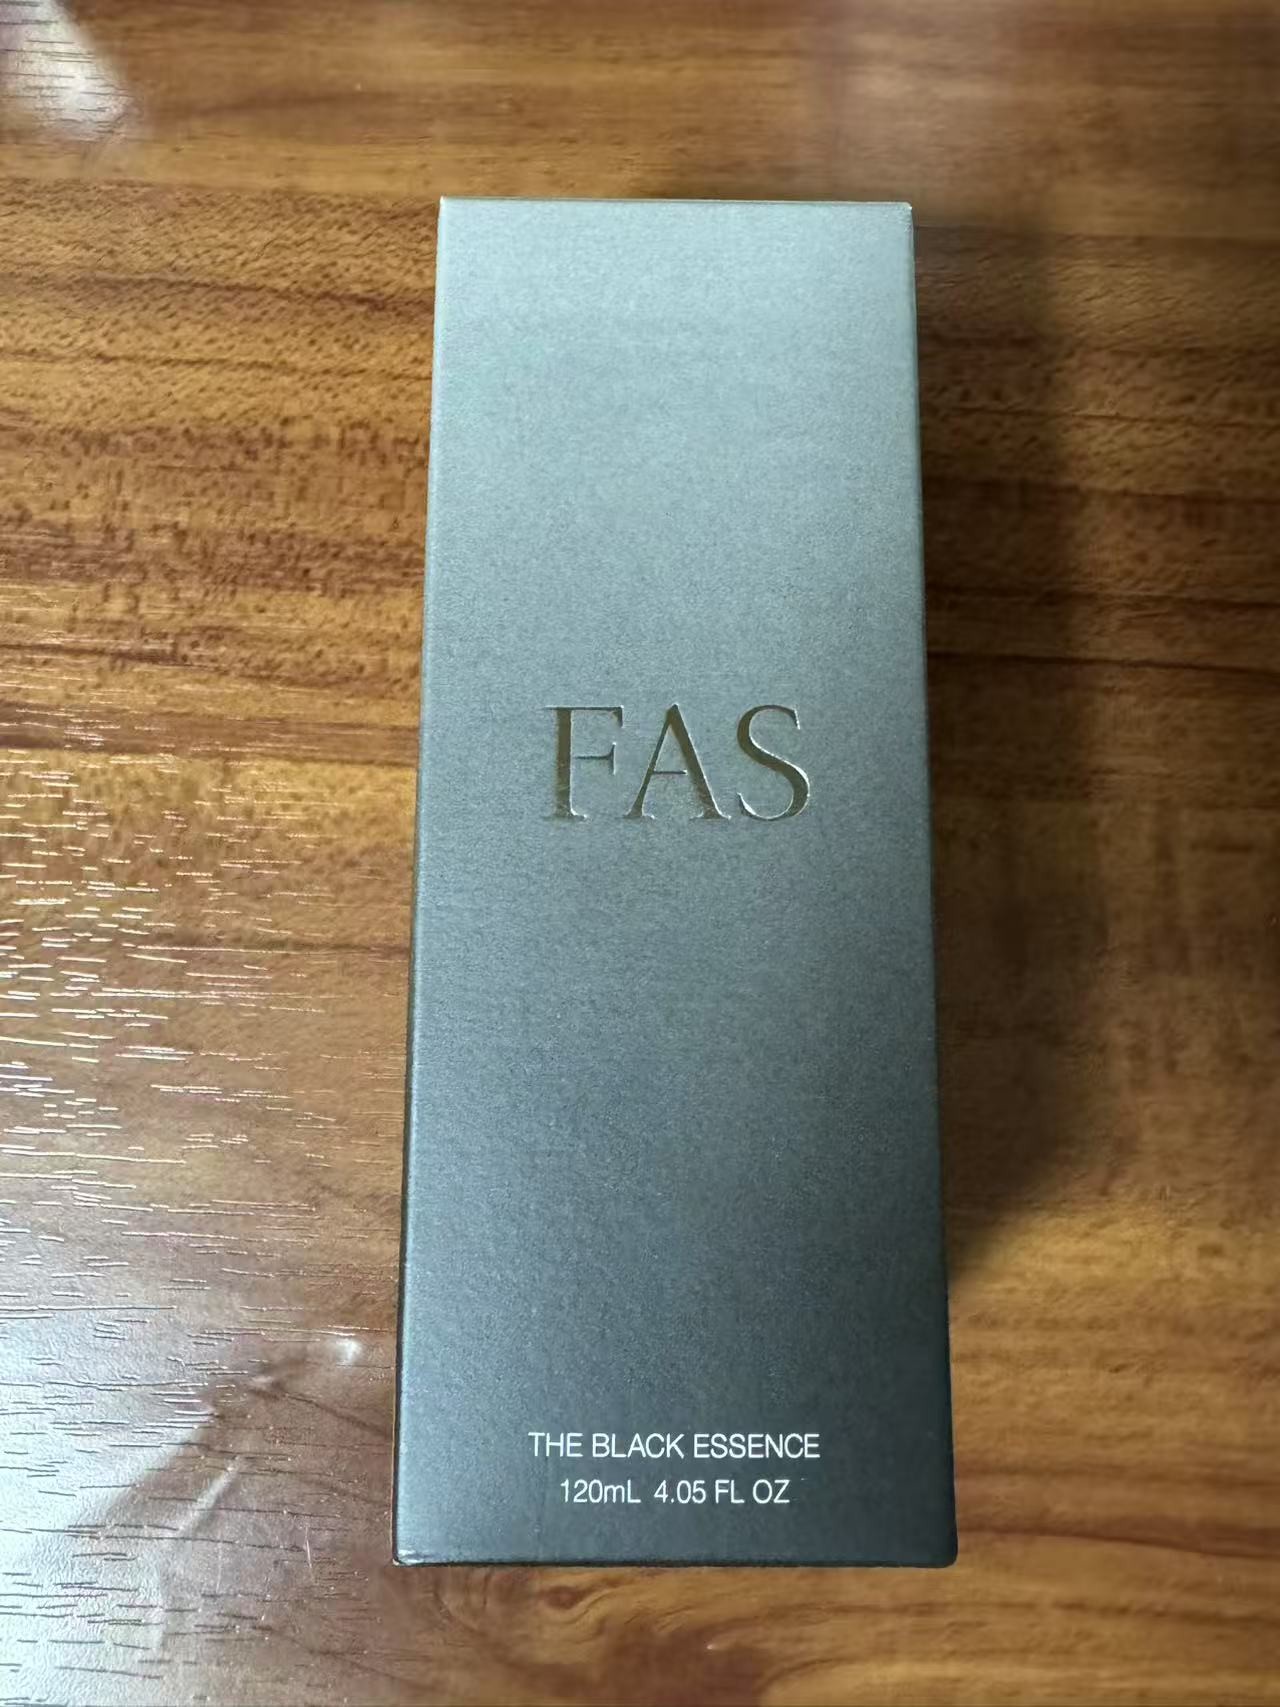 FAS
THE BLACK ESSENCE
120mL 4.05 FL OZ